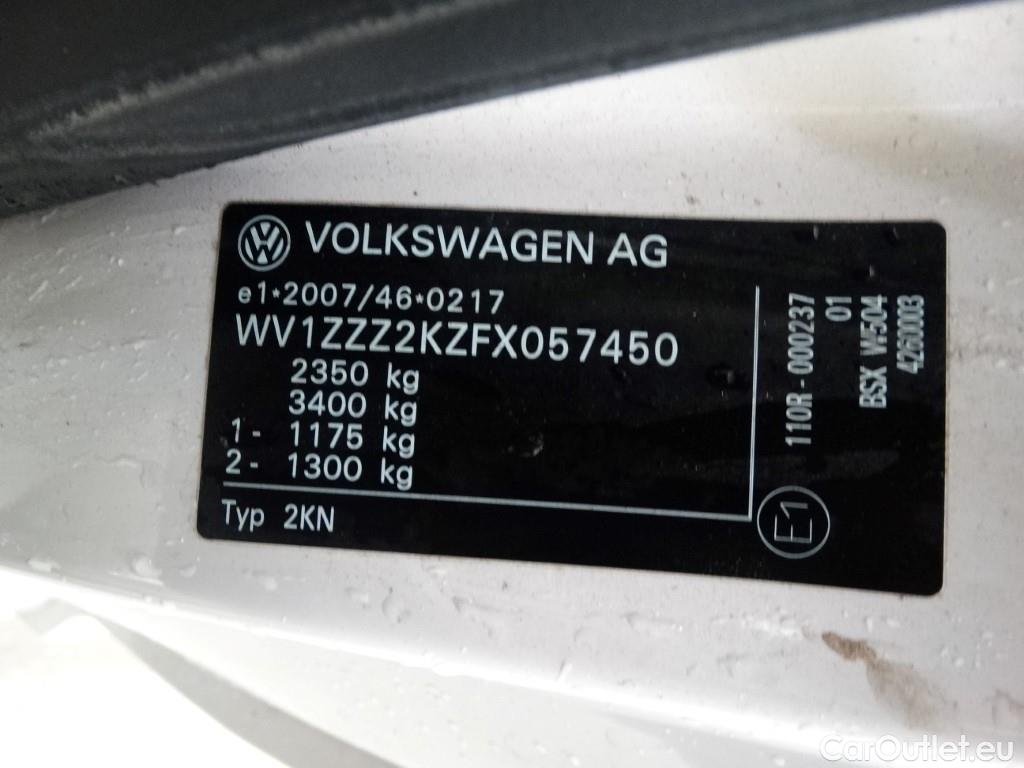 VOLKSWAGEN AG
e1*2007/46*0217
WV1ZZZ2KZFX057450
2350 kg
3400 kg
1- 1175 kg
2- 1300 kg
Typ 2KN
110R-000237
01
BSX W-504
4260003
E1
CarOutlet.eu